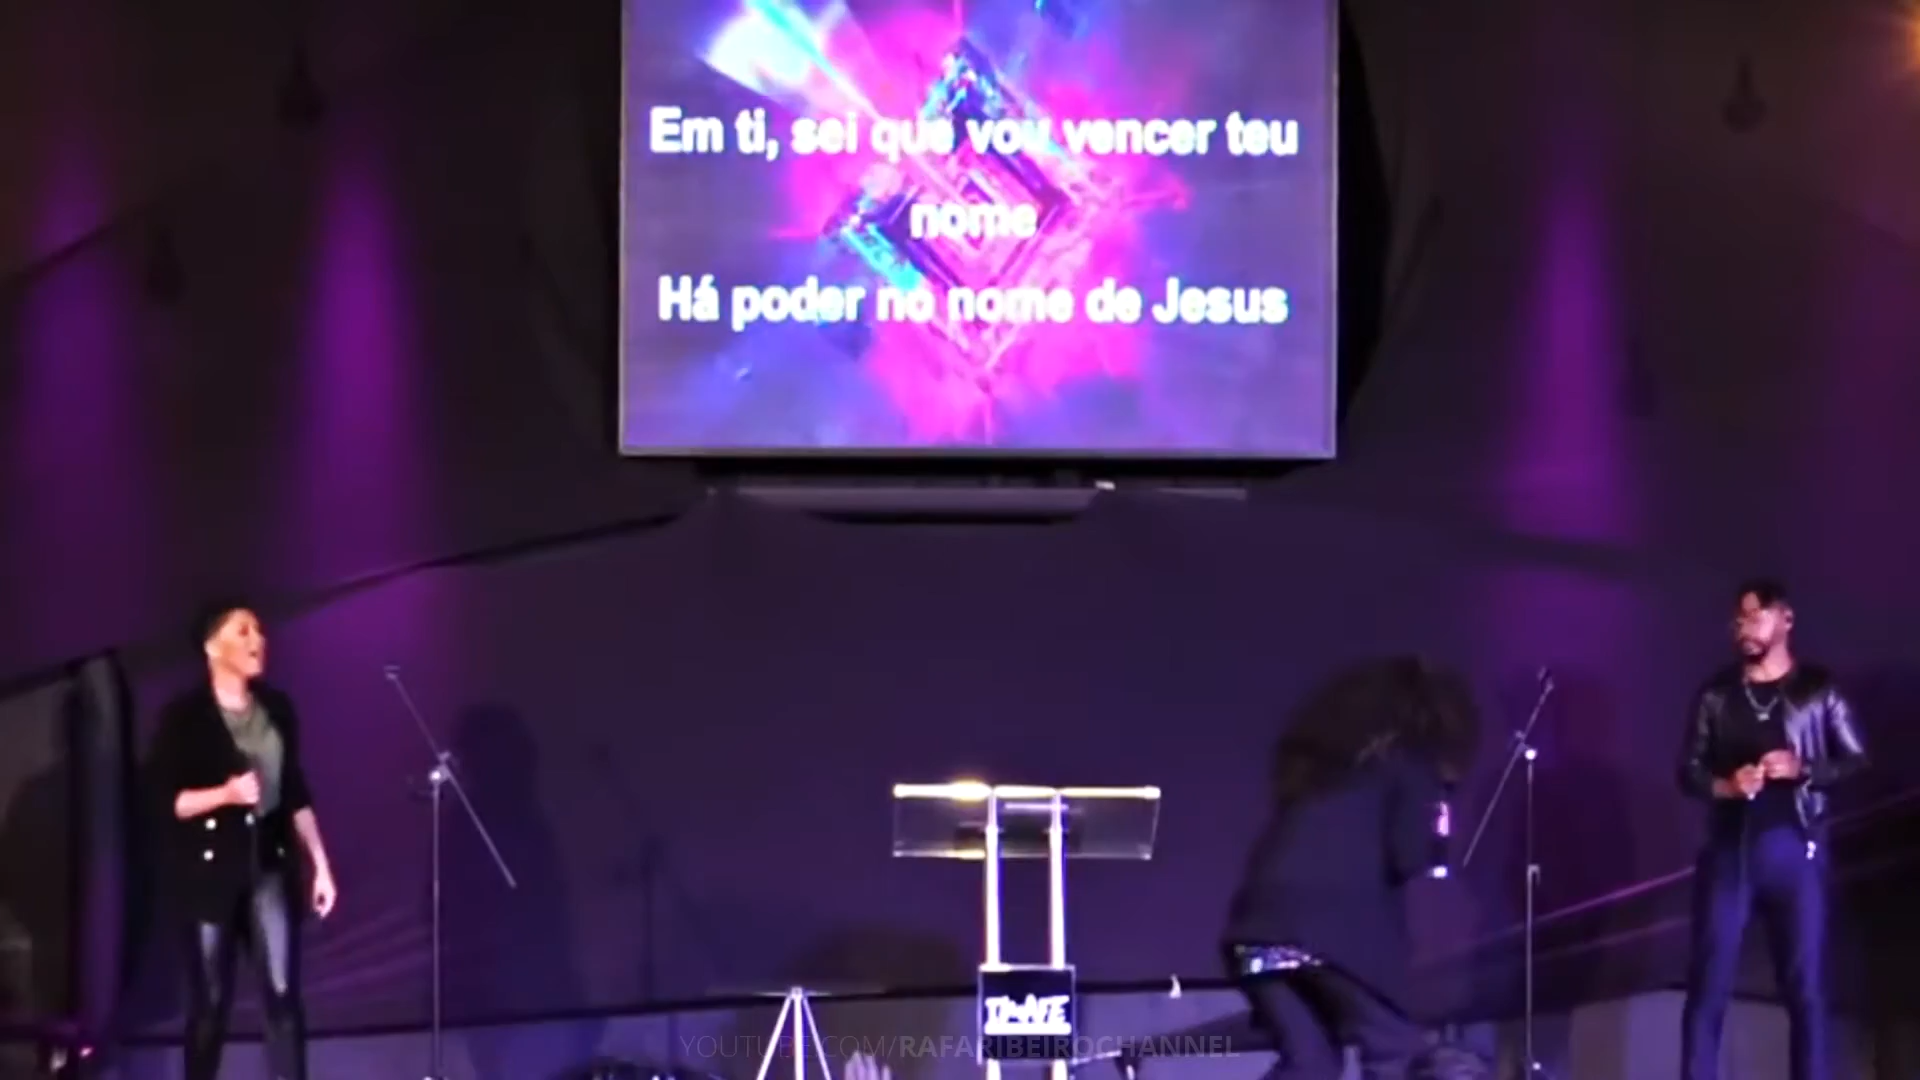 Em ti, sei que vou vencer teu
nome
Há poder no nome de Jesus
YOUTUBE.COM/RAFARIBEIROCHANNEL